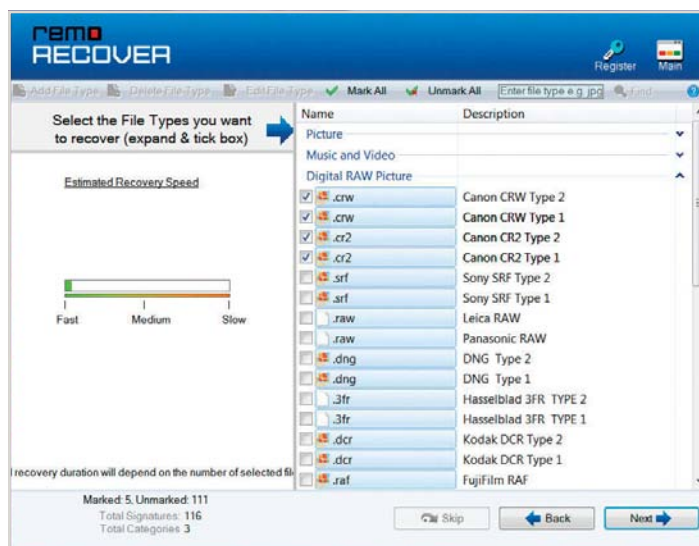 remo
RECOVER
Register
Main
Add File Type
Delete File Type
Edit File Type
Mark All
Unmark All
Enter file type e.g. jpg
Find
Select the File Types you want
to recover (expand & tick box)
Estimated Recovery Speed
Fast Medium Slow
recovery duration will depend on the number of selected fil
Name Description
Picture
Music and Video
Digital RAW Picture
.crw Canon CRW Type 2
.crw Canon CRW Type 1
.cr2 Canon CR2 Type 2
.cr2 Canon CR2 Type 1
.srf Sony SRF Type 2
.srf Sony SRF Type 1
.raw Leica RAW
.raw Panasonic RAW
.dng DNG Type 2
.dng DNG Type 1
.3fr Hasselblad 3FR TYPE 2
.3fr Hasselblad 3FR TYPE 1
.dcr Kodak DCR Type 2
.dcr Kodak DCR Type 1
.raf FujiFilm RAF
Marked: 5, Unmarked: 111
Total Signatures: 116
Total Categories 3
Skip
Back
Next